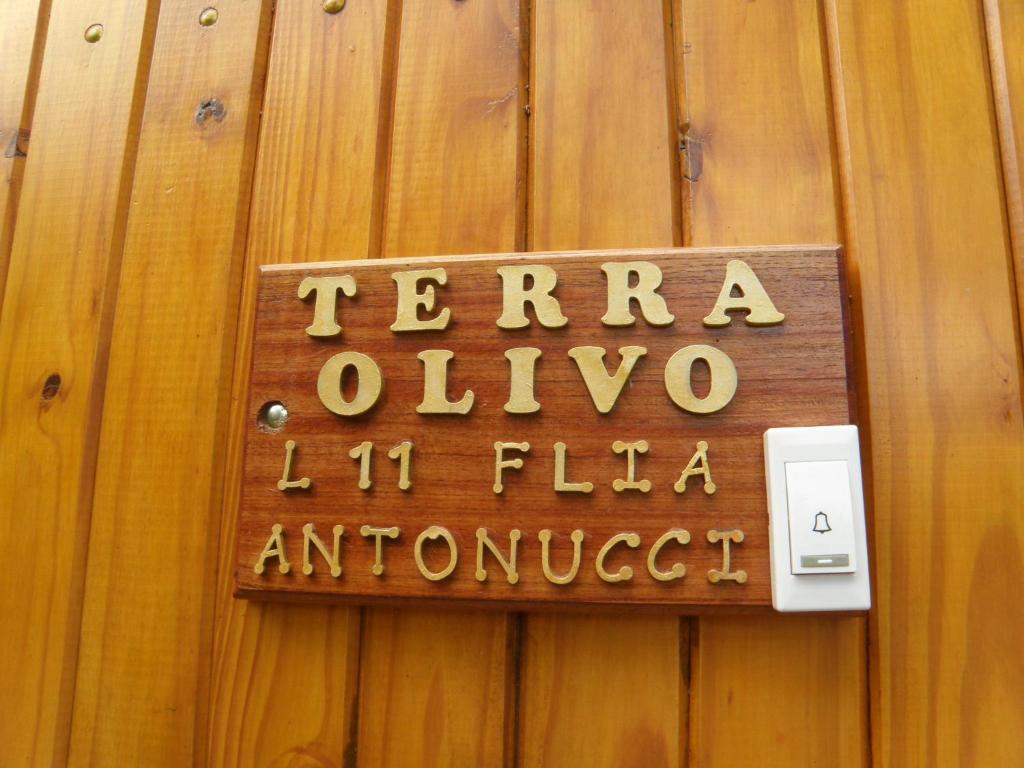 TERRA
OLIVO
L 11 FLIA
ANTONUCCI